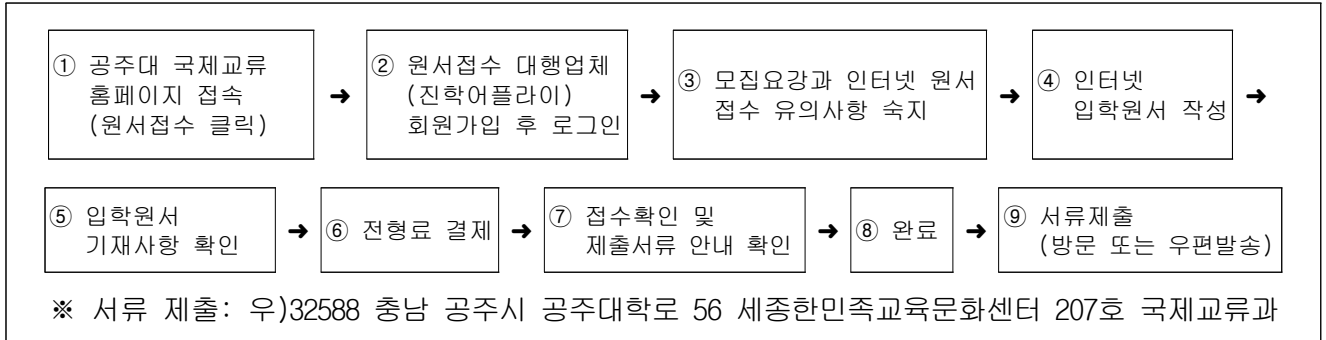 ① 공주대 국제교류
홈페이지 접속
(원서접수 클릭)
➜
② 원서접수 대행업체
(진학어플라이)
회원가입 후 로그인
➜
③ 모집요강과 인터넷 원서
접수 유의사항 숙지
➜
④ 인터넷
입학원서 작성
➜
⑤ 입학원서
기재사항 확인
➜
⑥ 전형료 결제
➜
⑦ 접수확인 및
제출서류 안내 확인
➜
⑧ 완료
➜
⑨ 서류제출
(방문 또는 우편발송)
※ 서류 제출: 우)32588 충남 공주시 공주대학로 56 세종한민족교육문화센터 207호 국제교류과